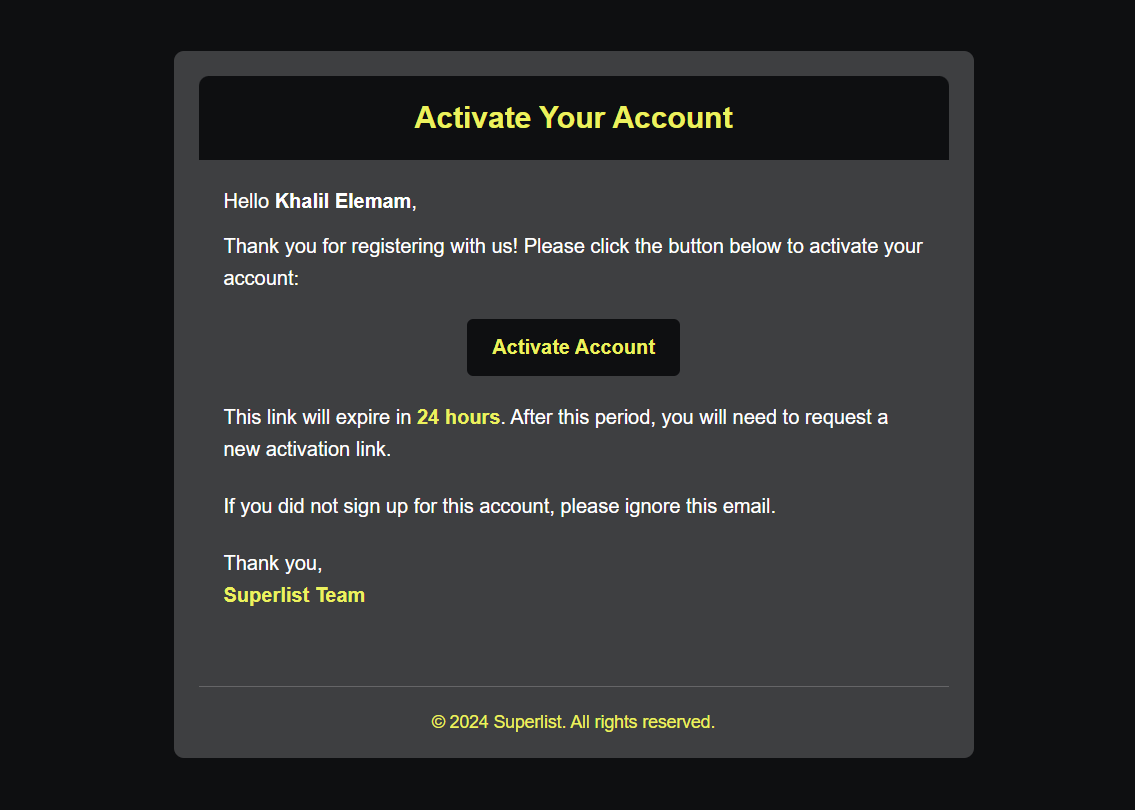 Activate Your Account
Hello Khalil Elemam,
Thank you for registering with us! Please click the button below to activate your
account:
Activate Account
This link will expire in 24 hours. After this period, you will need to request a
new activation link.
If you did not sign up for this account, please ignore this email.
Thank you,
Superlist Team
© 2024 Superlist. All rights reserved.